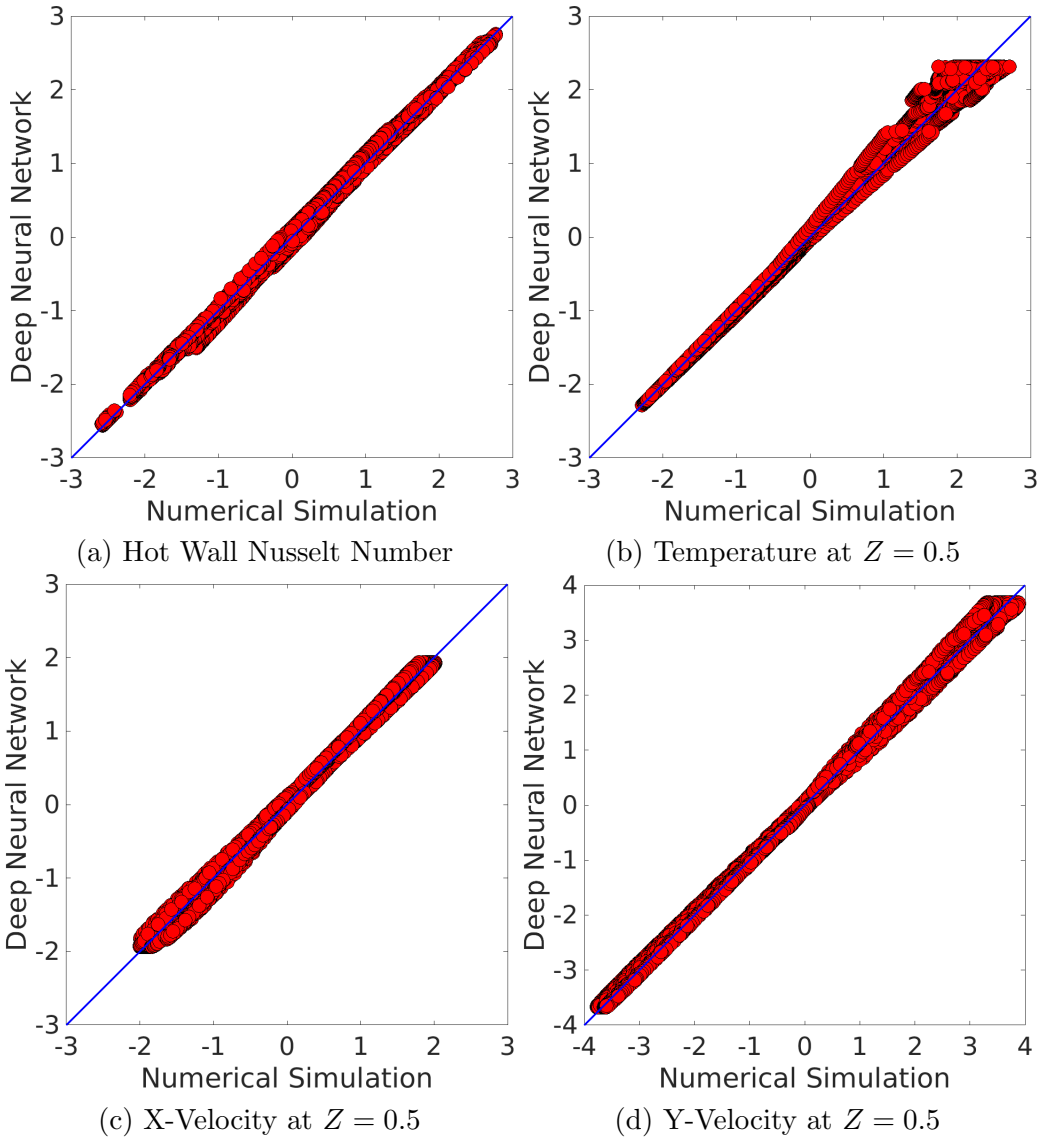 3
2
1
0
-1
-2
-3
-3 -2 -1 0 1 2 3
Deep Neural Network
Numerical Simulation
(a) Hot Wall Nusselt Number
3
2
1
0
-1
-2
-3
-3 -2 -1 0 1 2 3
Deep Neural Network
Numerical Simulation
(b) Temperature at Z = 0.5
3
2
1
0
-1
-2
-3
-3 -2 -1 0 1 2 3
Deep Neural Network
Numerical Simulation
(c) X-Velocity at Z = 0.5
4
3
2
1
0
-1
-2
-3
-4
-4 -3 -2 -1 0 1 2 3 4
Deep Neural Network
Numerical Simulation
(d) Y-Velocity at Z = 0.5